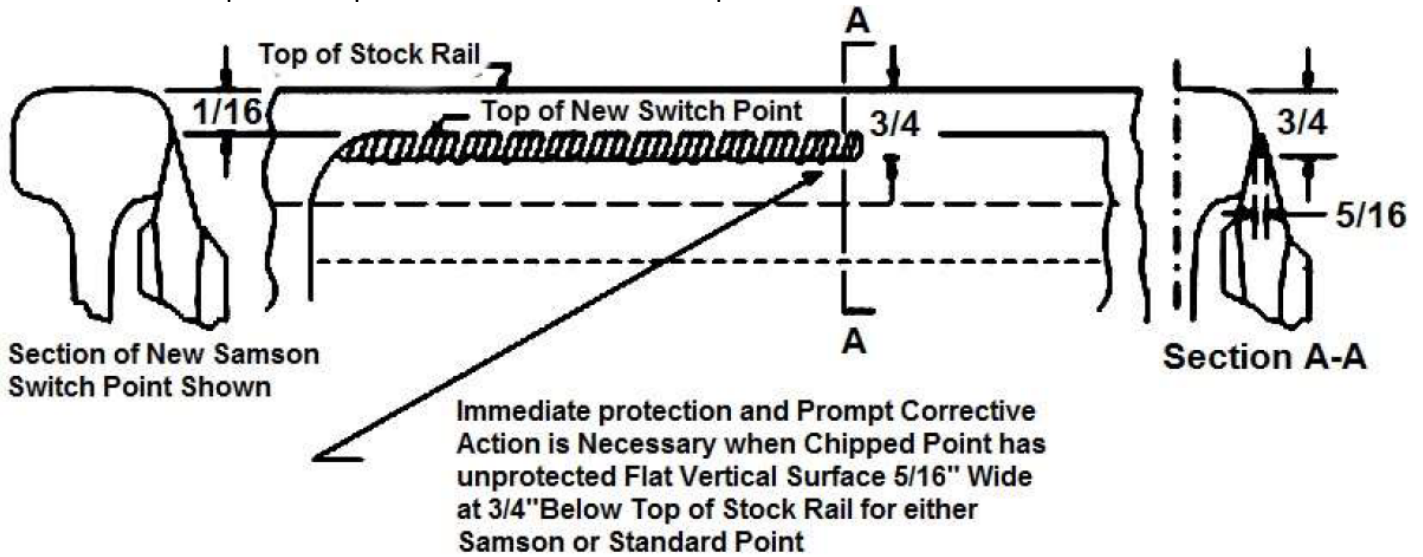 A
Top of Stock Rail
1/16
Top of New Switch Point
3/4
3/4
5/16
A
Section of New Samson
Switch Point Shown
Section A-A
Immediate protection and Prompt Corrective
Action is Necessary when Chipped Point has
unprotected Flat Vertical Surface 5/16" Wide
at 3/4"Below Top of Stock Rail for either
Samson or Standard Point